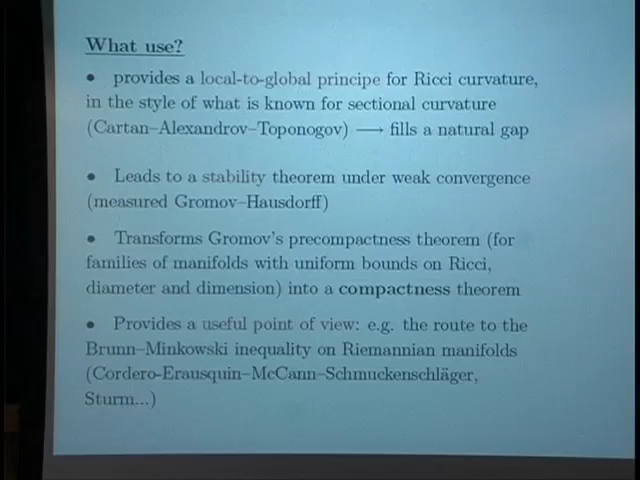 What use?
• provides a local-to-global principe for Ricci curvature,
in the style of what is known for sectional curvature
(Cartan–Alexandrov–Toponogov) ⟶ fills a natural gap
• Leads to a stability theorem under weak convergence
(measured Gromov–Hausdorff)
• Transforms Gromov's precompactness theorem (for
families of manifolds with uniform bounds on Ricci,
diameter and dimension) into a compactness theorem
• Provides a useful point of view: e.g. the route to the
Brunn–Minkowski inequality on Riemannian manifolds
(Cordero-Erausquin–McCann–Schmuckenschläger,
Sturm...)